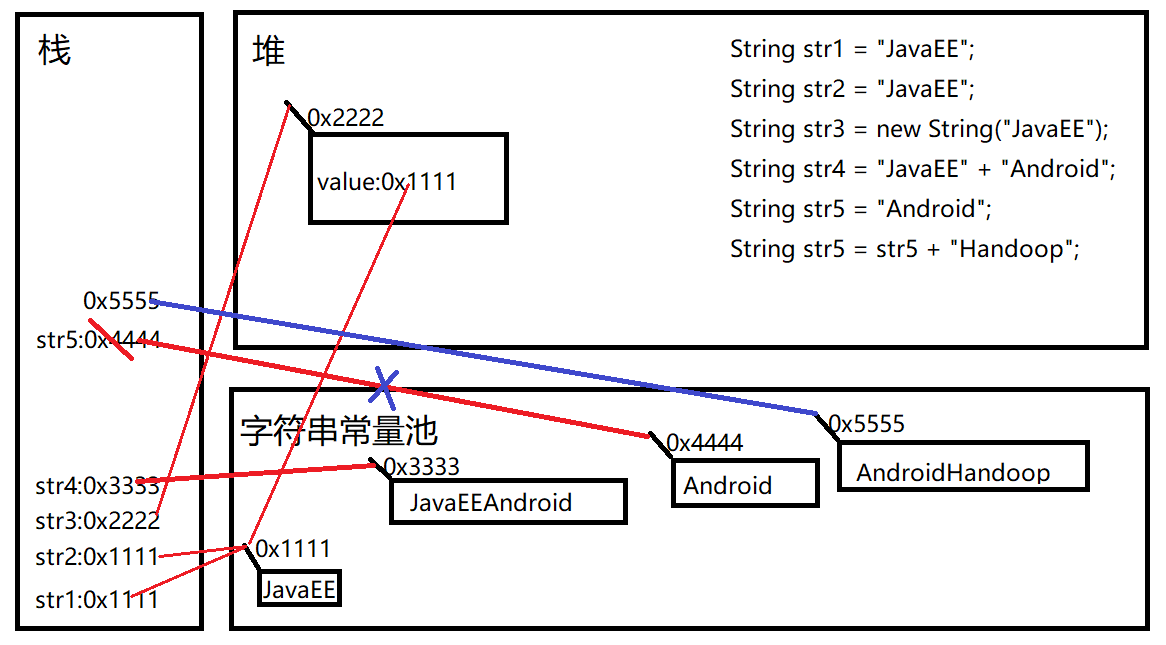 栈
堆
String str1 = "JavaEE";
String str2 = "JavaEE";
String str3 = new String("JavaEE");
String str4 = "JavaEE" + "Android";
String str5 = "Android";
String str5 = str5 + "Handoop";
0x2222
value:0x1111
0x5555
str5:0x4444
str4:0x3333
str3:0x2222
str2:0x1111
str1:0x1111
字符串常量池
0x5555
AndroidHandoop
0x4444
Android
0x3333
JavaEEAndroid
0x1111
JavaEE